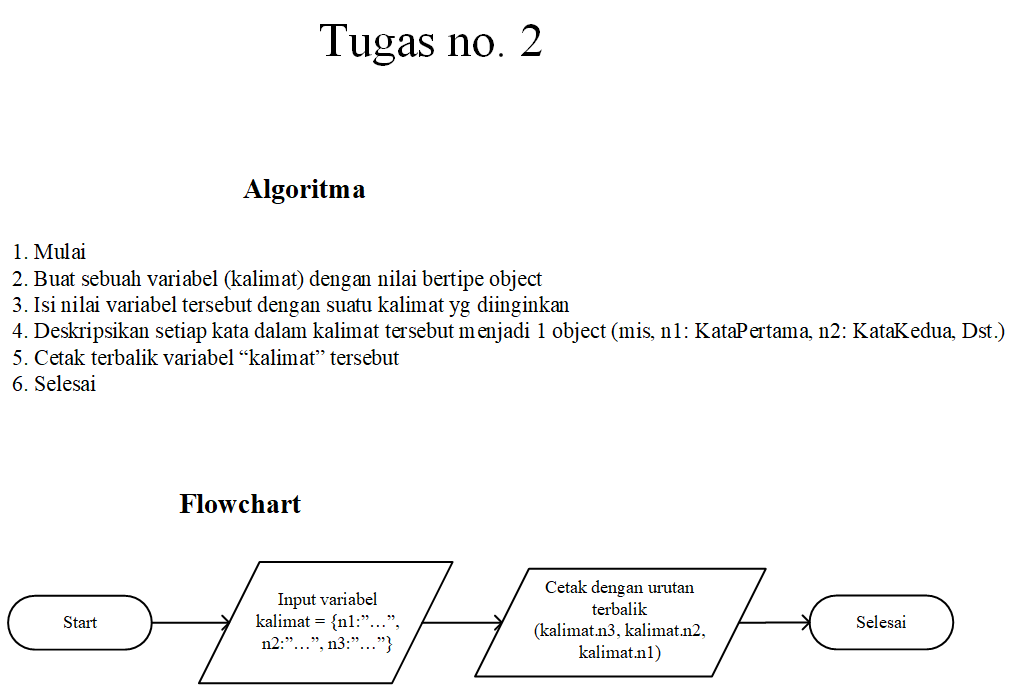 Tugas no. 2
Algoritma
1. Mulai
2. Buat sebuah variabel (kalimat) dengan nilai bertipe object
3. Isi nilai variabel tersebut dengan suatu kalimat yg diinginkan
4. Deskripsikan setiap kata dalam kalimat tersebut menjadi 1 object (mis, n1: KataPertama, n2: KataKedua, Dst.)
5. Cetak terbalik variabel “kalimat” tersebut
6. Selesai
Flowchart
Start
Input variabel
kalimat = {n1:”…”,
n2:”…”, n3:”…”}
Cetak dengan urutan
terbalik
(kalimat.n3, kalimat.n2,
kalimat.n1)
Selesai